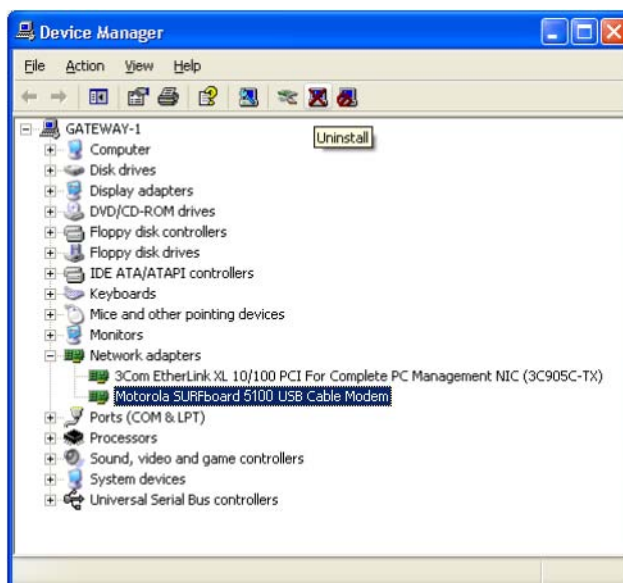 Device Manager
File Action View Help
Uninstall
GATEWAY-1
Computer
Disk drives
Display adapters
DVD/CD-ROM drives
Floppy disk controllers
Floppy disk drives
IDE ATA/ATAPI controllers
Keyboards
Mice and other pointing devices
Monitors
Network adapters
3Com EtherLink XL 10/100 PCI For Complete PC Management NIC (3C905C-TX)
Motorola SURFboard 5100 USB Cable Modem
Ports (COM & LPT)
Processors
Sound, video and game controllers
System devices
Universal Serial Bus controllers